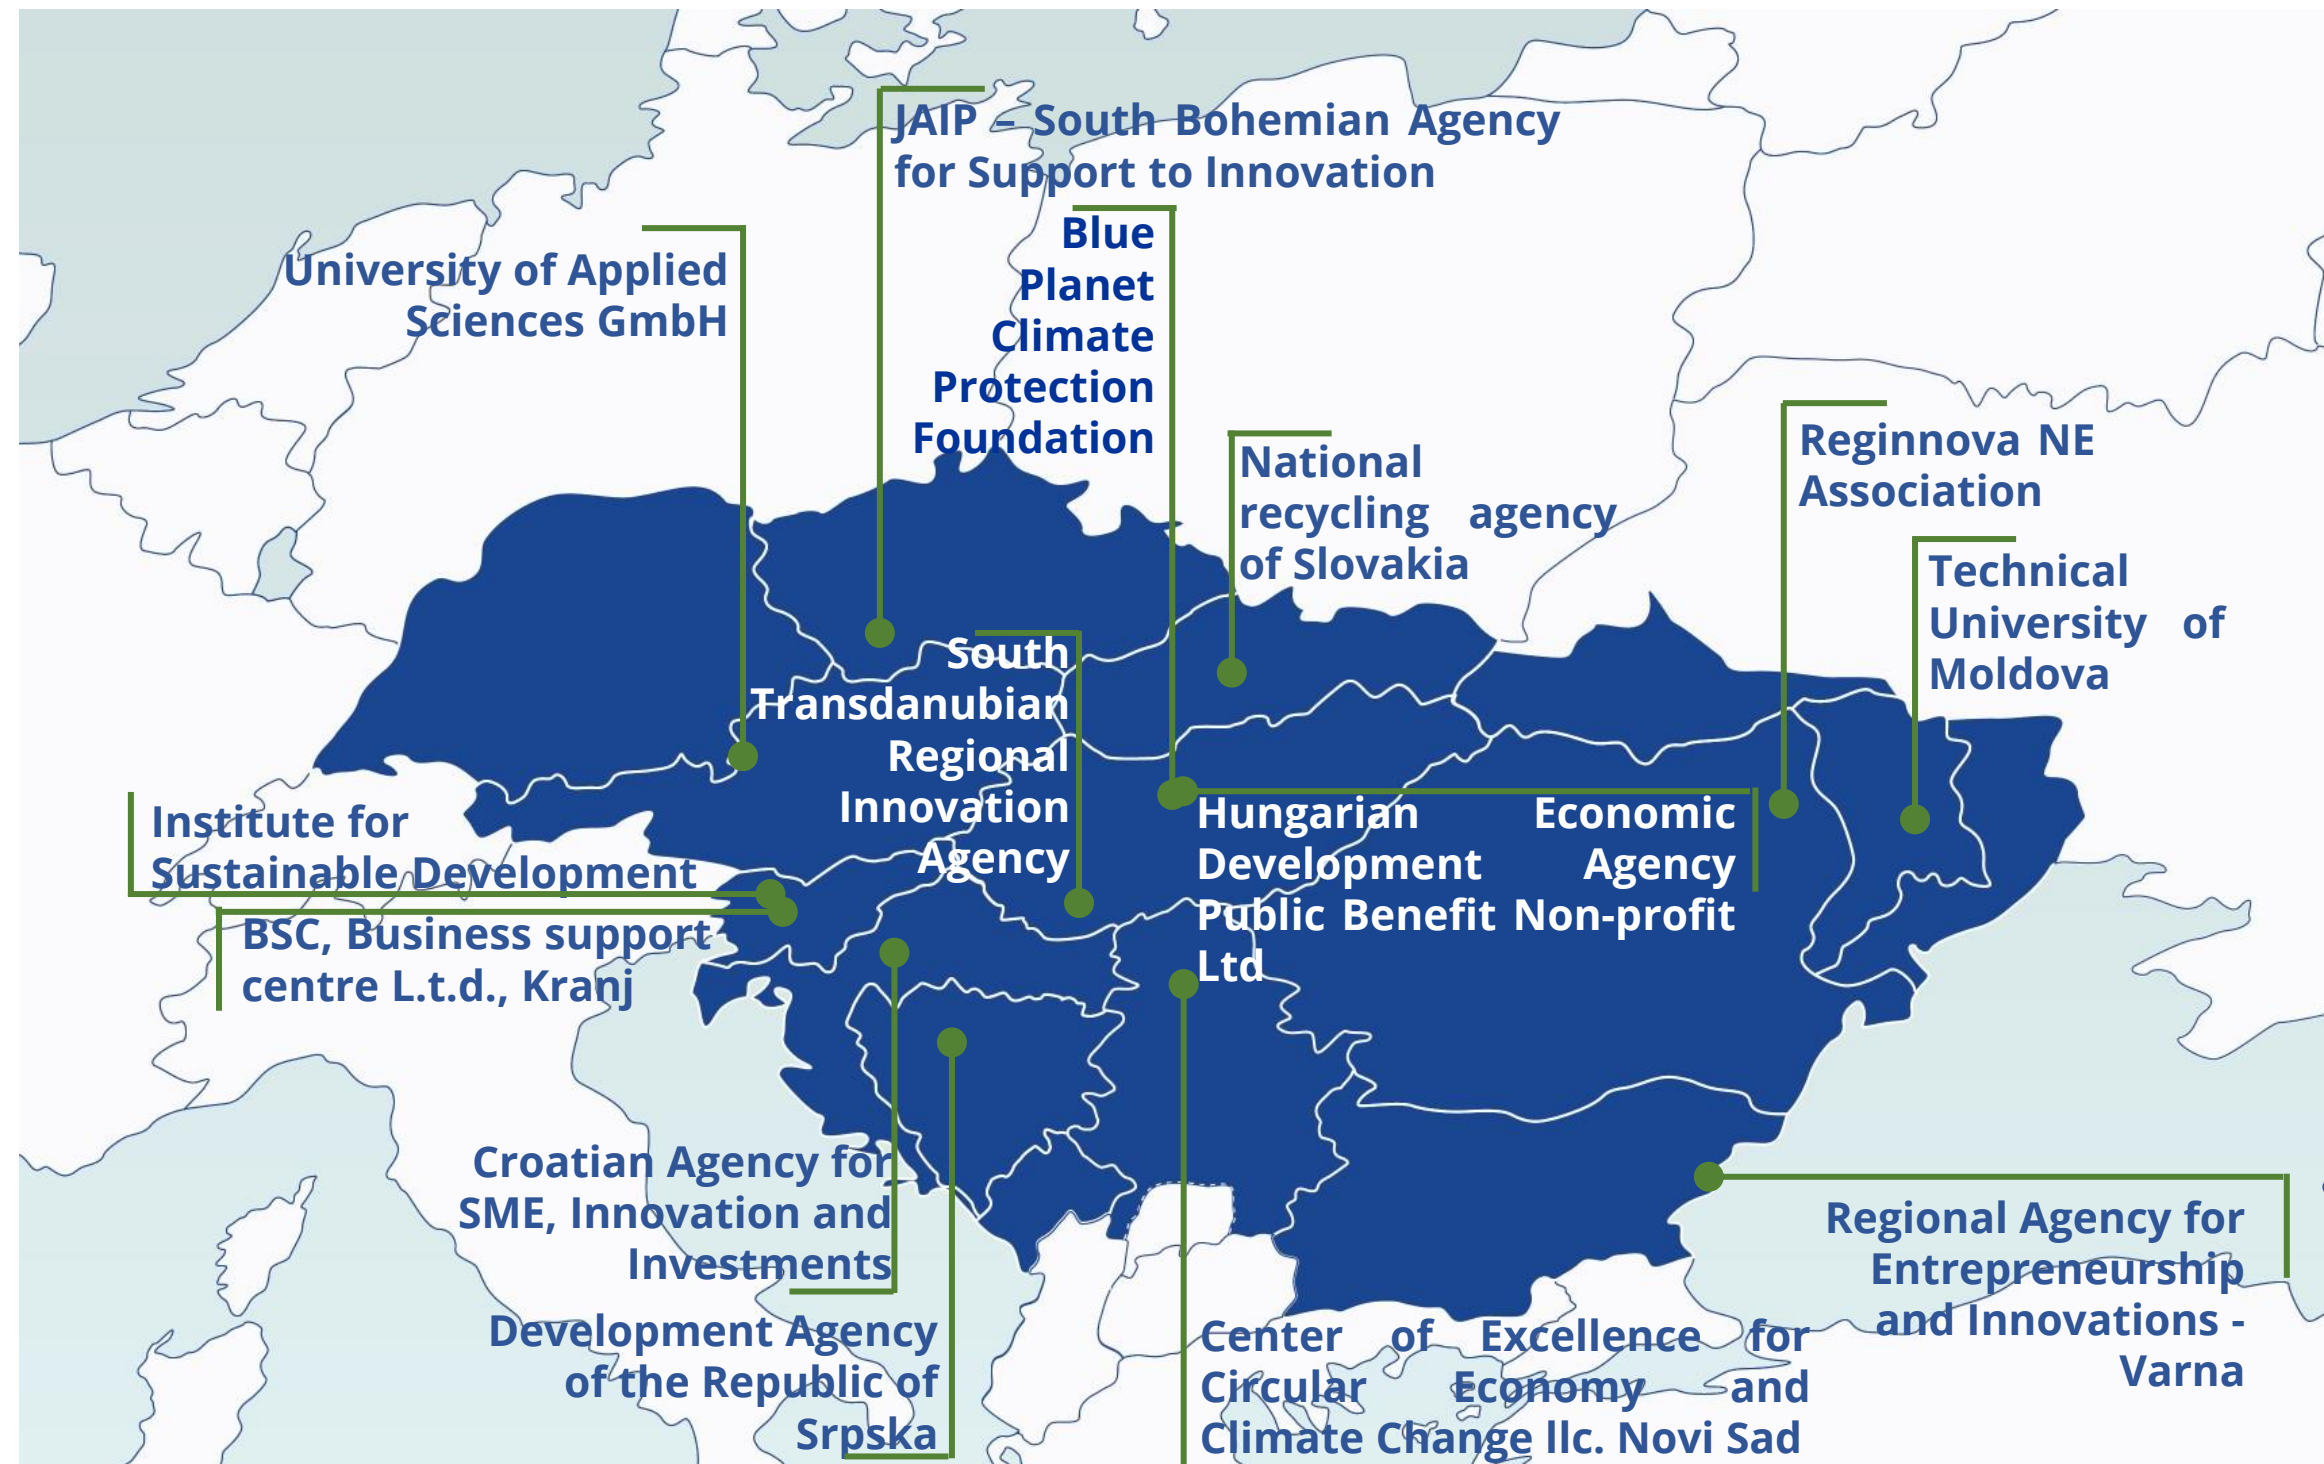 JAIP – South Bohemian Agency
for Support to Innovation
Blue
Planet
Climate
Protection
Foundation
University of Applied
Sciences GmbH
National
recycling agency
of Slovakia
Reginnova NE
Association
Technical
University of
Moldova
South
Transdanubian
Regional
Innovation
Agency
Hungarian Economic
Development Agency
Public Benefit Non-profit
Ltd
Institute for
Sustainable Development
BSC, Business support
centre L.t.d., Kranj
Croatian Agency for
SME, Innovation and
Investments
Development Agency
of the Republic of
Srpska
Center of Excellence for
Circular Economy and
Climate Change llc. Novi Sad
Regional Agency for
Entrepreneurship
and Innovations -
Varna